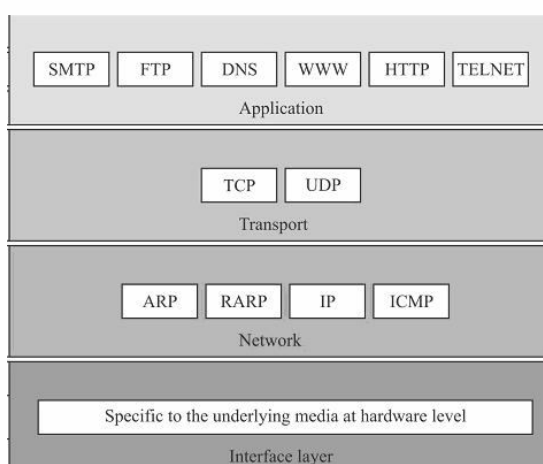 SMTP FTP DNS WWW HTTP TELNET
Application
TCP UDP
Transport
ARP RARP IP ICMP
Network
Specific to the underlying media at hardware level
Interface layer